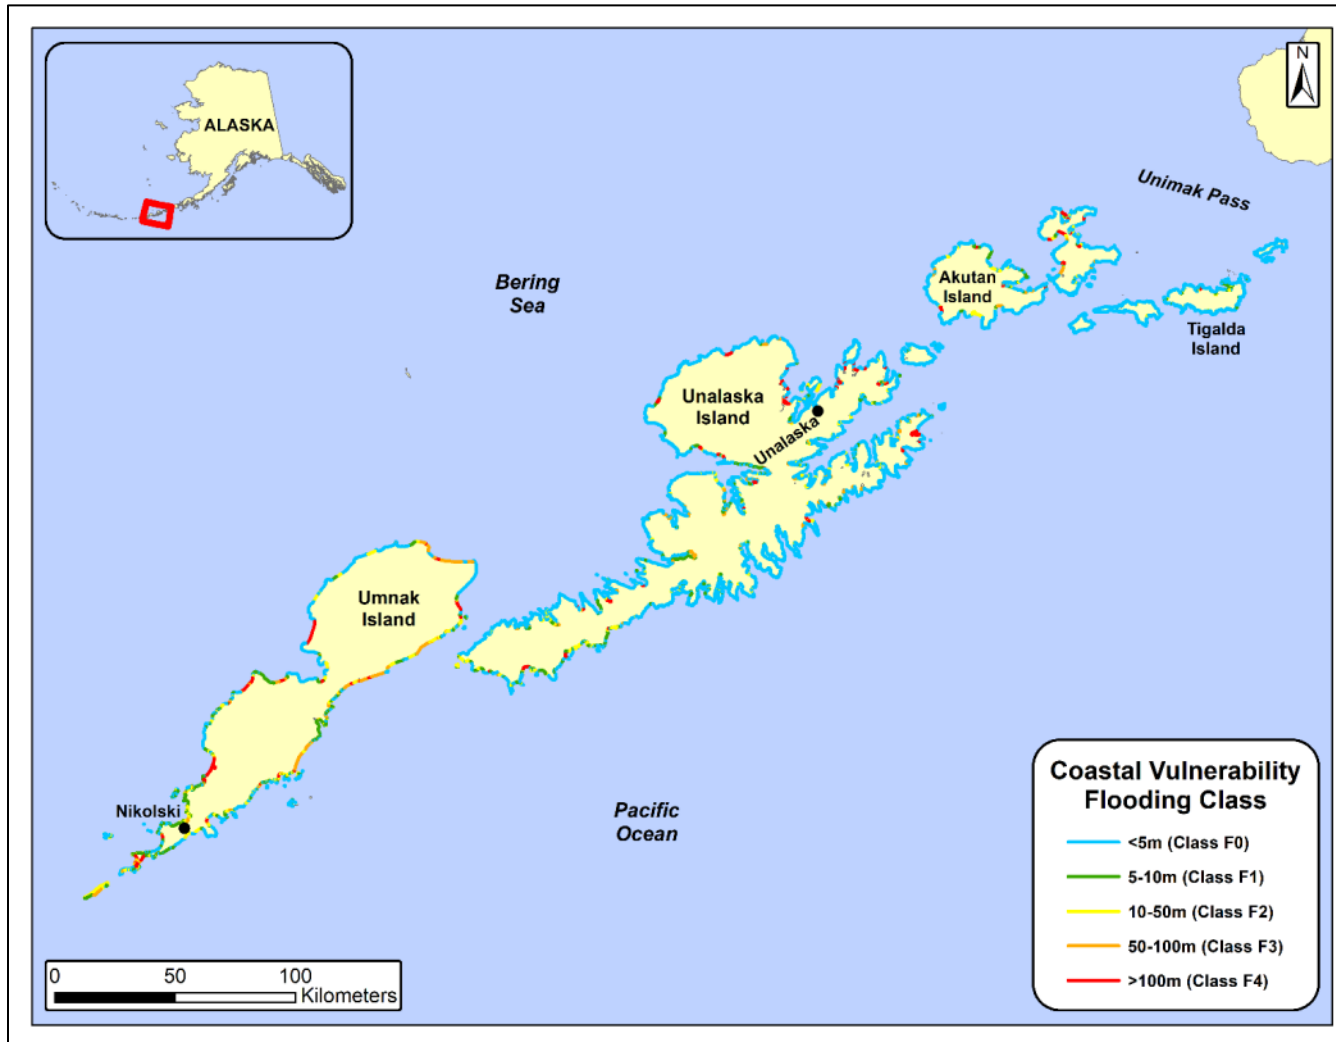 ALASKA
N
Unimak Pass
Bering
Sea
Akutan
Island
Tigalda
Island
Unalaska
Island
Unalaska
Umnak
Island
Nikolski
Pacific
Ocean
Coastal Vulnerability
Flooding Class
<5m (Class F0)
5-10m (Class F1)
10-50m (Class F2)
50-100m (Class F3)
>100m (Class F4)
0 50 100
Kilometers